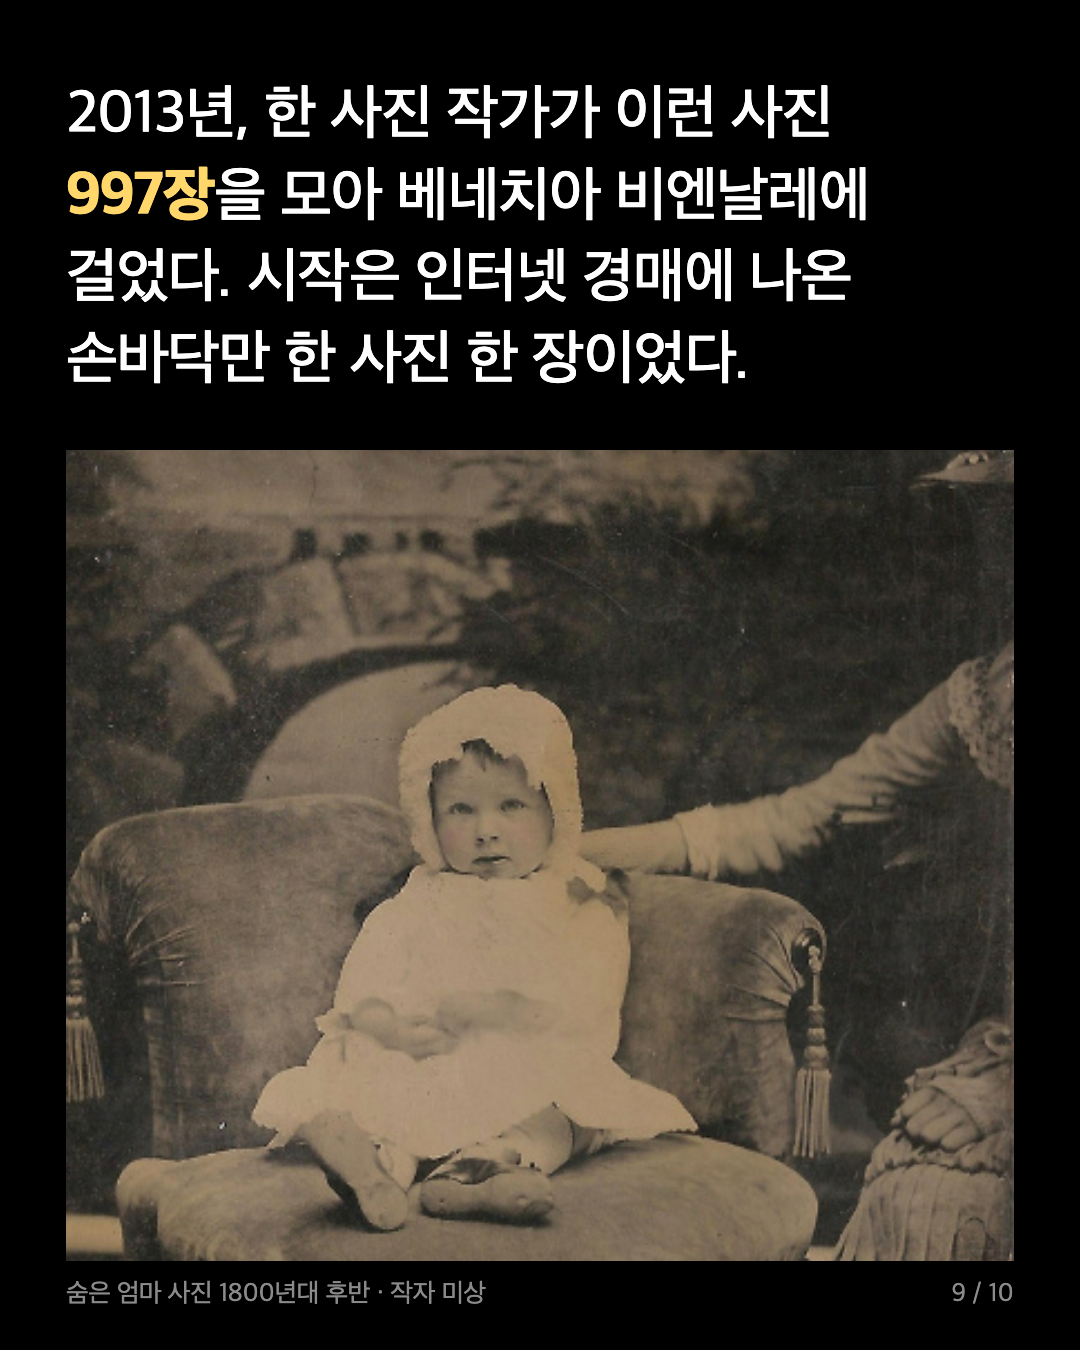 2013년, 한 사진 작가가 이런 사진
997장을 모아 베네치아 비엔날레에
걸었다. 시작은 인터넷 경매에 나온
손바닥만 한 사진 한 장이었다.
숨은 엄마 사진 1800년대 후반 · 작자 미상
9 / 10